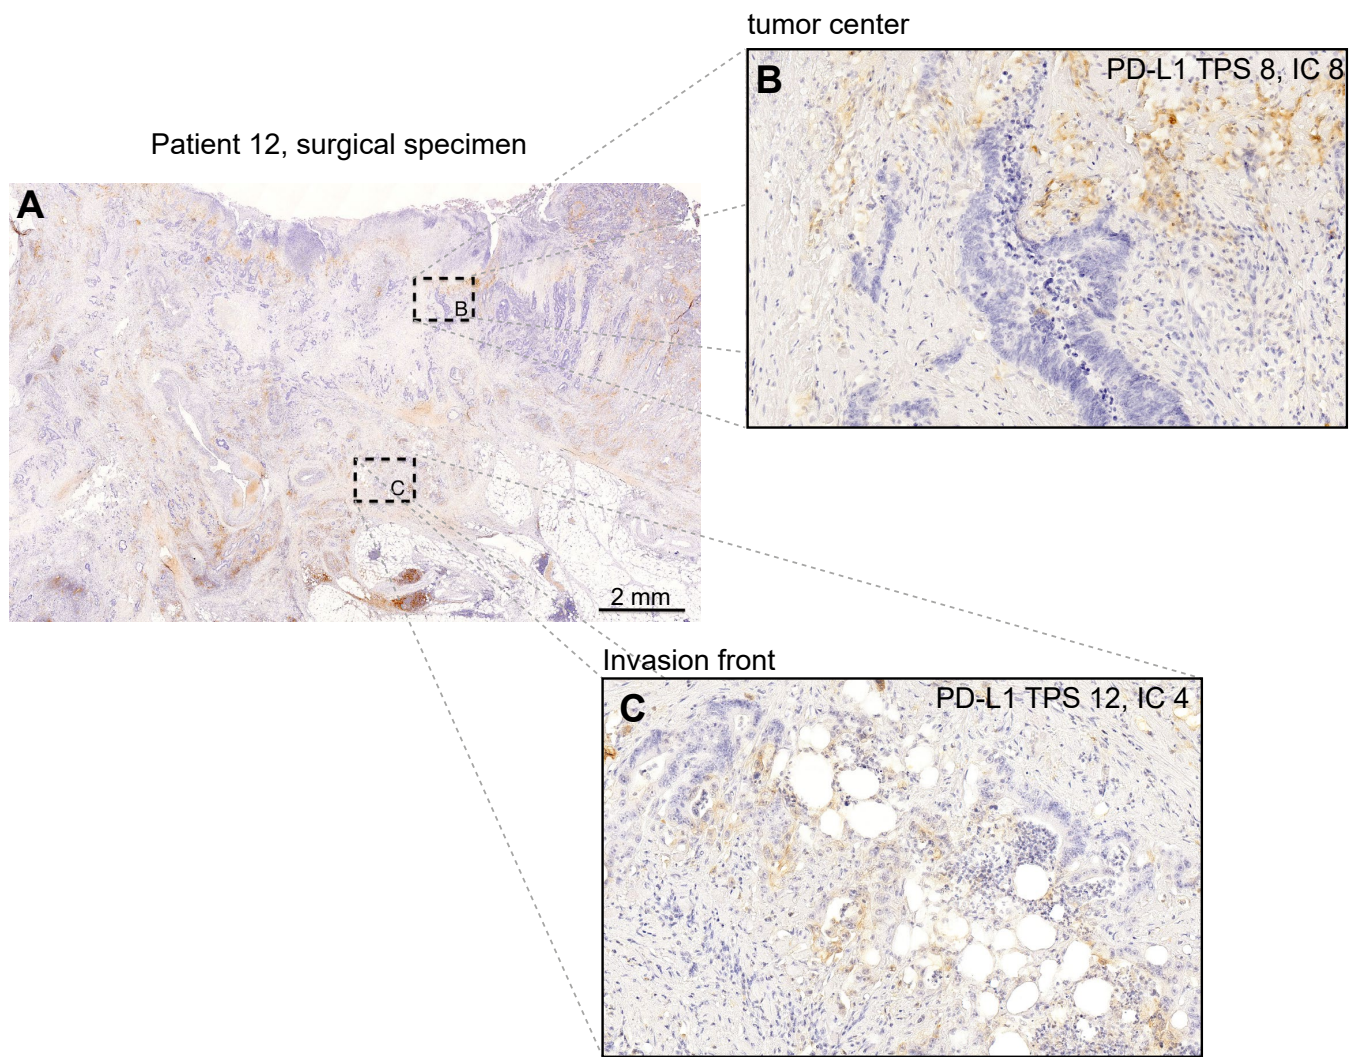 tumor center
B
PD-L1 TPS 8, IC 8
Patient 12, surgical specimen
A
B
C
2 mm
Invasion front
C
PD-L1 TPS 12, IC 4